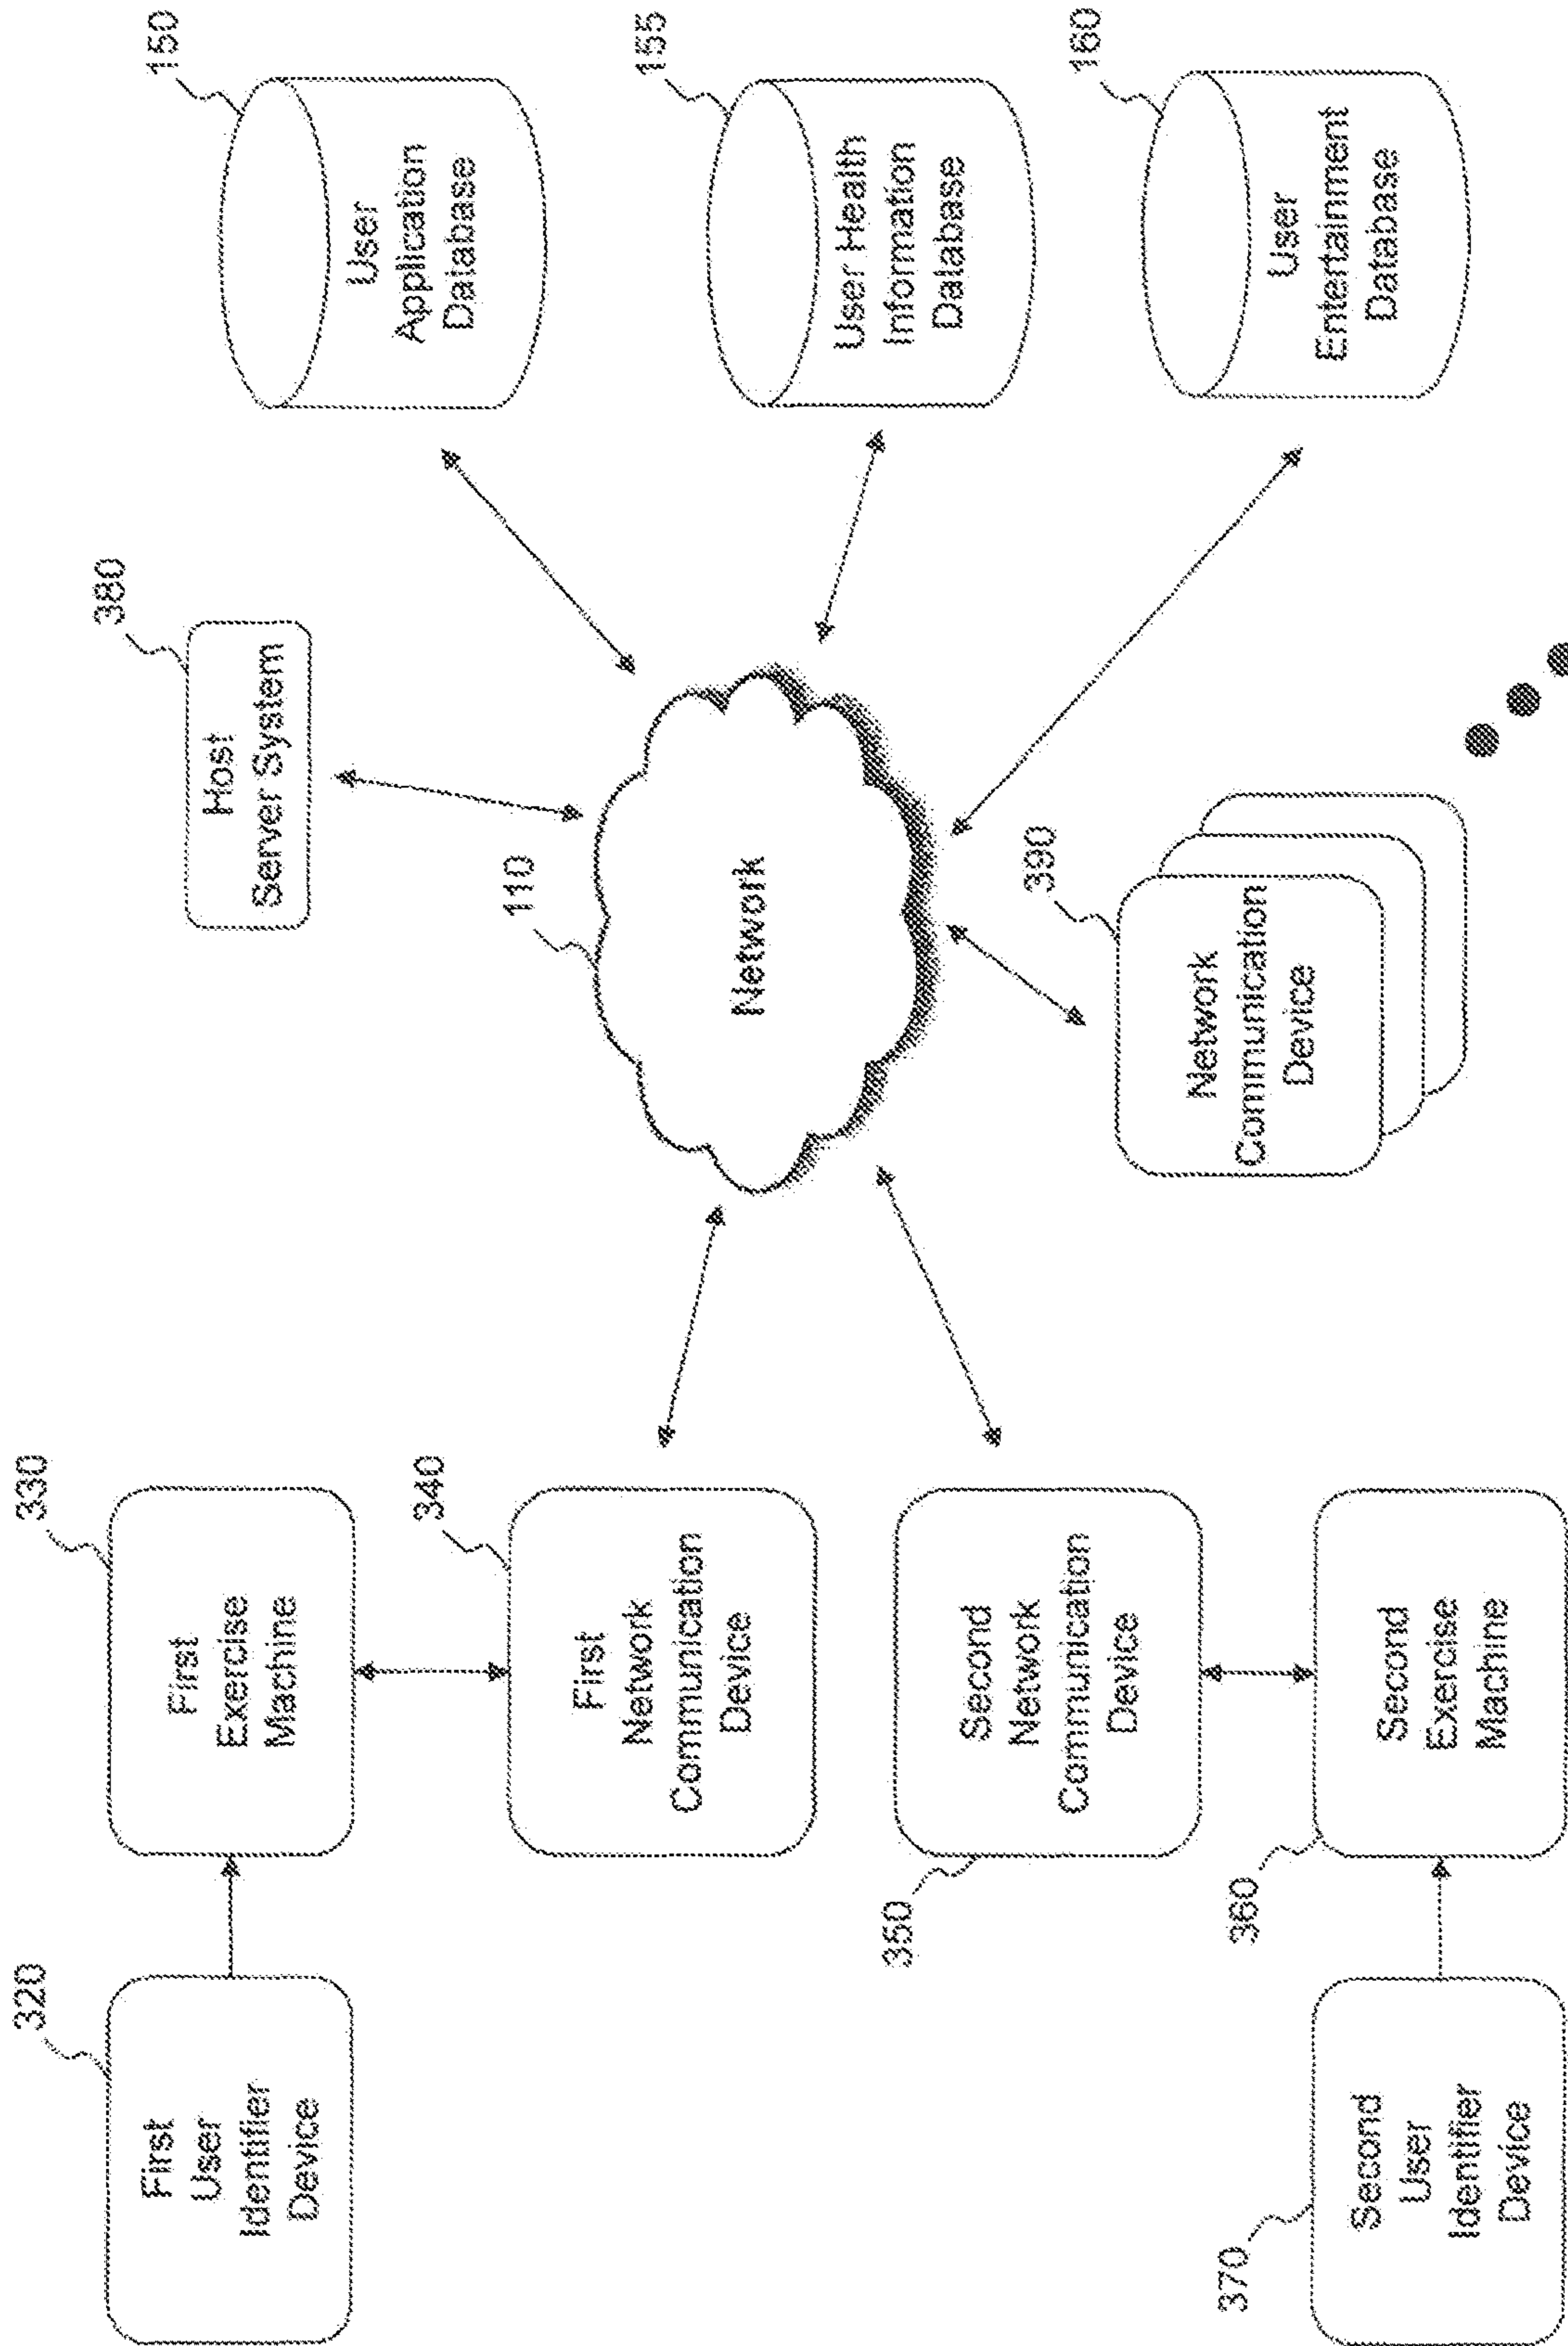 320
First
User
Identifier
Device
330
First
Exercise
Machine
340
First
Network
Communication
Device
350
Second
Network
Communication
Device
360
Second
Exercise
Machine
370
Second
User
Identifier
Device
380
Host
Server System
110
Network
390
Network
Communication
Device
150
User
Application
Database
155
User Health
Information
Database
160
User
Entertainment
Database